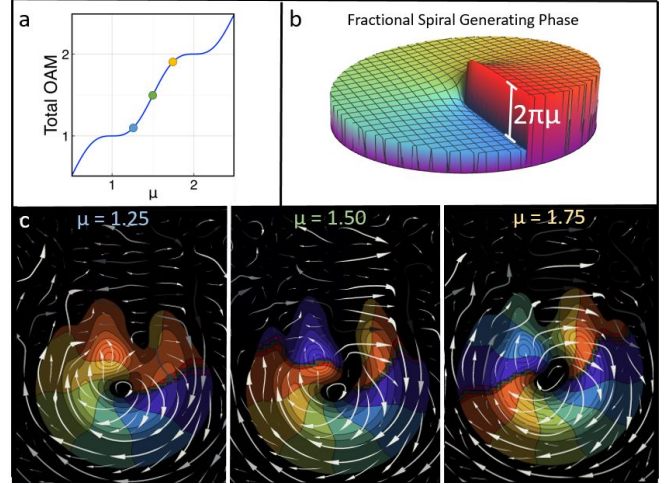 a
Total OAM
2
1
1
2
μ
b
Fractional Spiral Generating Phase
2πμ
c
μ = 1.25
μ = 1.50
μ = 1.75